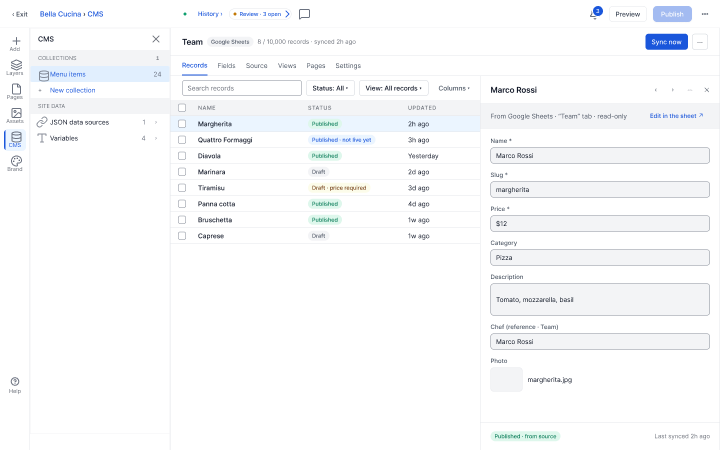 ‹ Exit
Bella Cucina › CMS
History ›
Review · 3 open
3
Preview
Publish
Add
Layers
Pages
Assets
CMS
Brand
Help
CMS
COLLECTIONS 1
Menu items 24
+ New collection
SITE DATA
JSON data sources 1
Variables 4
Team Google Sheets 8 / 10,000 records · synced 2h ago
Sync now
Records Fields Source Views Pages Settings
Search records
Status: All
View: All records
Columns
NAME STATUS UPDATED
Margherita Published 2h ago
Quattro Formaggi Published · not live yet 3h ago
Diavola Published Yesterday
Marinara Draft 2d ago
Tiramisu Draft · price required 3d ago
Panna cotta Published 4d ago
Bruschetta Published 1w ago
Caprese Draft 1w ago
Marco Rossi
From Google Sheets · "Team" tab · read-only
Edit in the sheet ↗
Name *
Marco Rossi
Slug *
margherita
Price *
$12
Category
Pizza
Description
Tomato, mozzarella, basil
Chef (reference · Team)
Marco Rossi
Photo
margherita.jpg
Published · from source
Last synced 2h ago